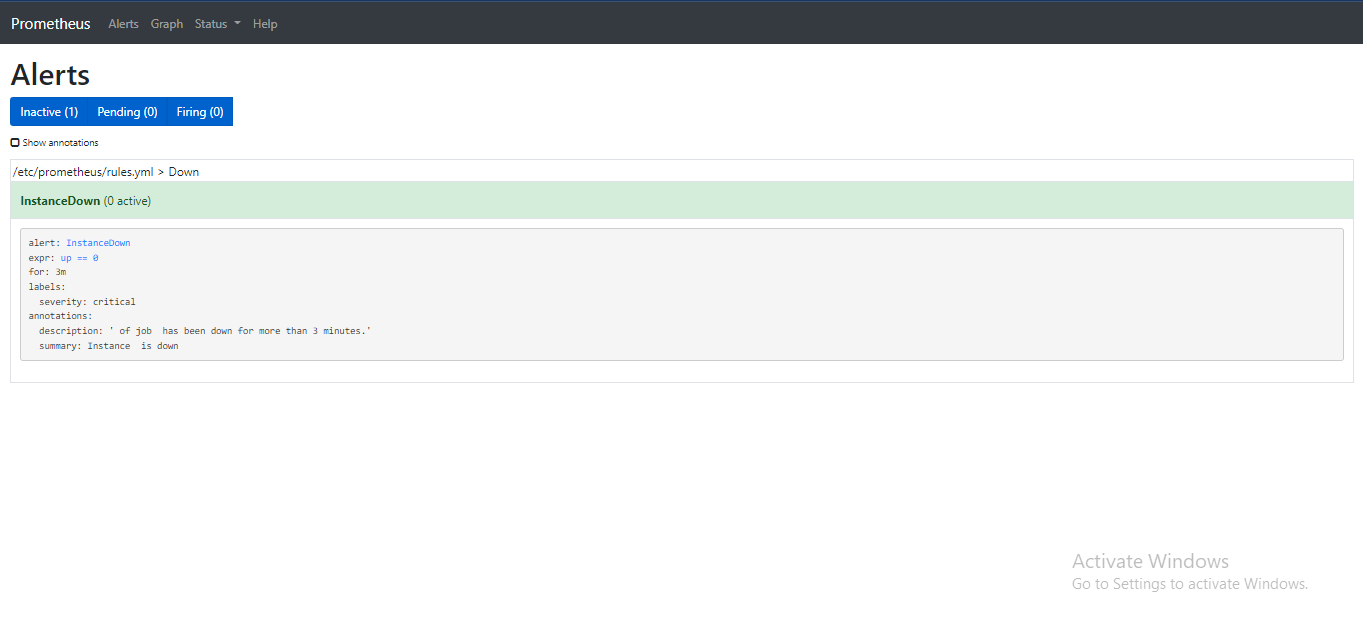 Prometheus Alerts Graph Status Help
Alerts
Inactive (1) Pending (0) Firing (0)
Show annotations
/etc/prometheus/rules.yml > Down
InstanceDown (0 active)
alert: InstanceDown
expr: up == 0
for: 3m
labels:
  severity: critical
annotations:
  description: ' of job  has been down for more than 3 minutes.'
  summary: Instance  is down
Activate Windows
Go to Settings to activate Windows.